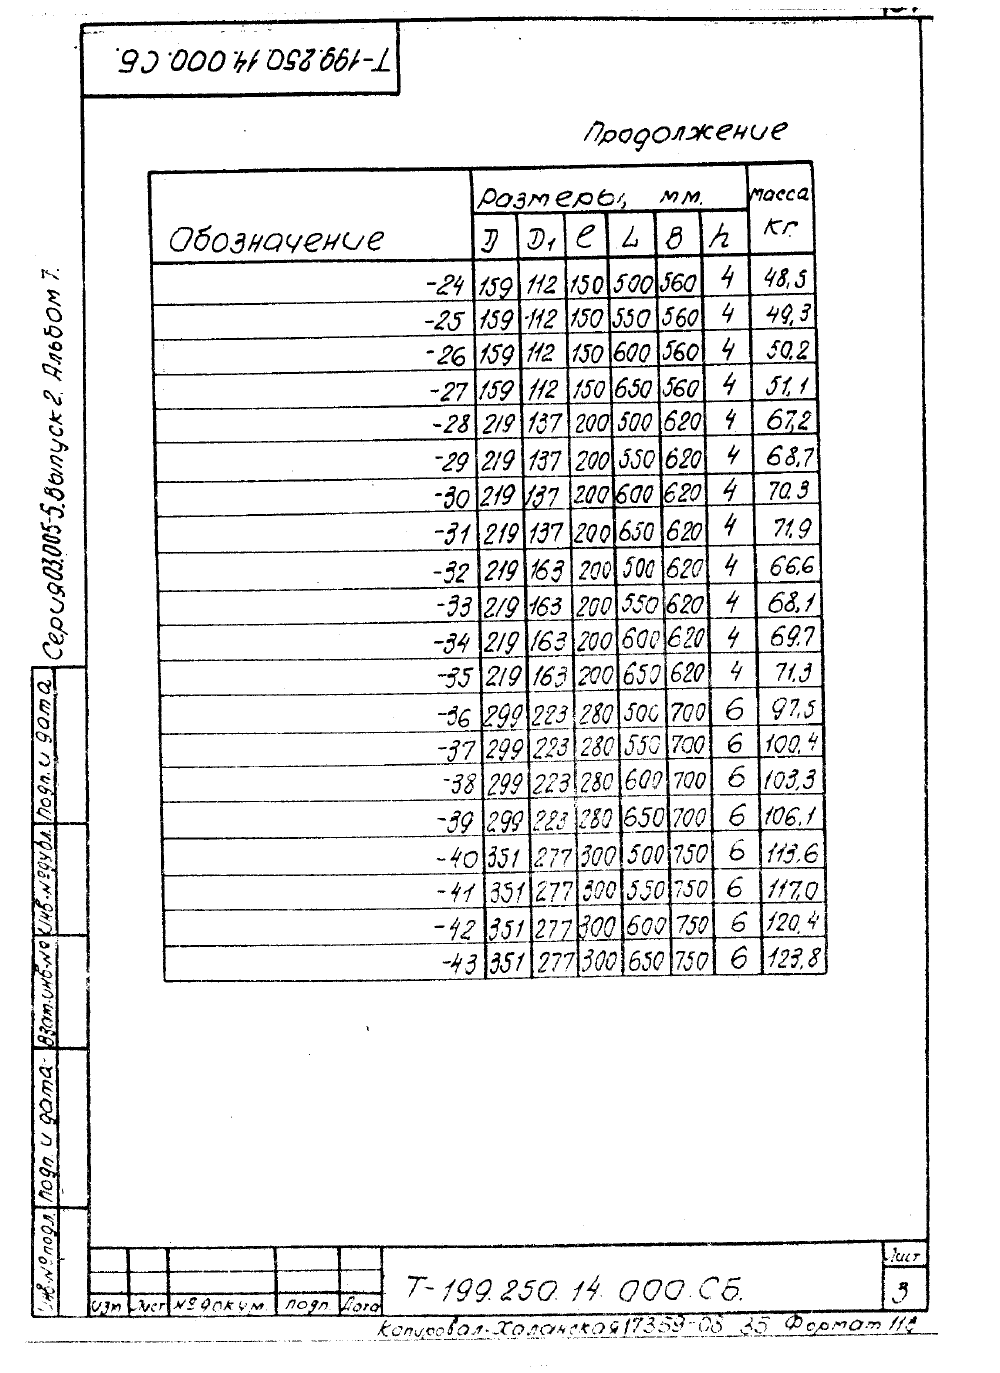 Т-199.250.14.000.СБ.
Продолжение
Обозначение Размеры, мм. масса кг.
D D1 ℓ L В h
-24 159 112 150 500 560 4 48,5
-25 159 112 150 550 560 4 49,3
-26 159 112 150 600 560 4 50,2
-27 159 112 150 650 560 4 51,1
-28 219 137 200 500 620 4 67,2
-29 219 137 200 550 620 4 68,7
-30 219 137 200 600 620 4 70.3
-31 219 137 200 650 620 4 71,9
-32 219 163 200 500 620 4 66,6
-33 219 163 200 550 620 4 68,1
-34 219 163 200 600 620 4 69,7
-35 219 163 200 650 620 4 71,3
-36 299 223 280 500 700 6 97,5
-37 299 223 280 550 700 6 100,4
-38 299 223 280 600 700 6 103,3
-39 299 223 280 650 700 6 106,1
-40 351 277 300 500 750 6 113,6
-41 351 277 300 550 750 6 117,0
-42 351 277 300 600 750 6 120,4
-43 351 277 300 650 750 6 123,8
Серия 03.005-5. Выпуск 2. Альбом 7.
Подп. и дата
Инв.№ дубл.
Взам.инв.№
Подп. и дата
Инв.№ подл.
Изм Лист № докум. подп. Дата
Т-199.250.14.000.СБ.
Лист
3
Копировал-Халанская 17359-08 35 Формат 11